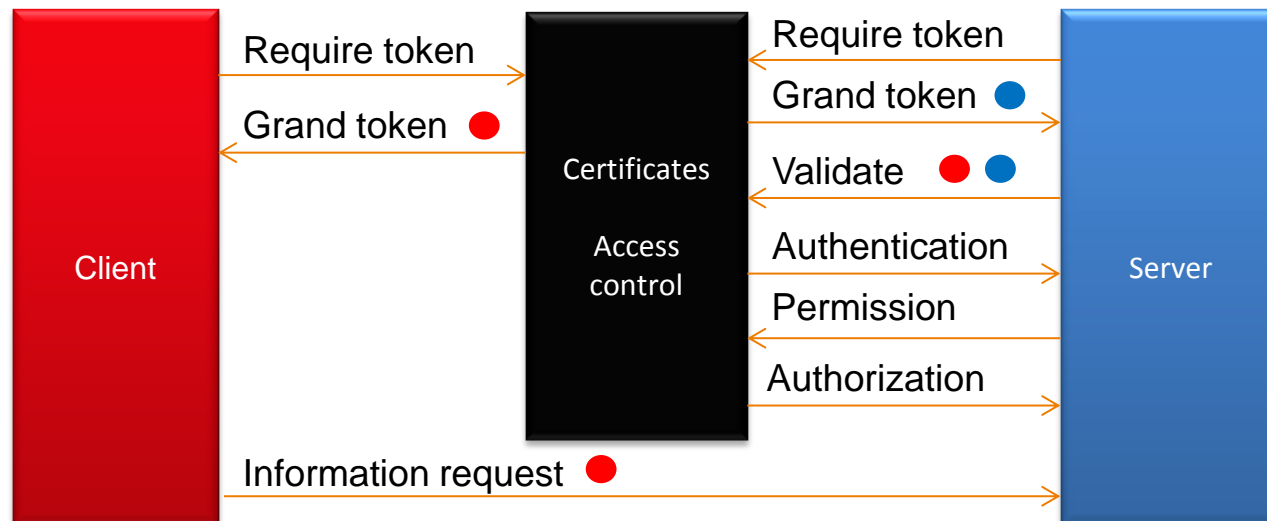 Client
Require token
Grand token
Certificates
Access
control
Require token
Grand token
Validate
Authentication
Permission
Authorization
Server
Information request